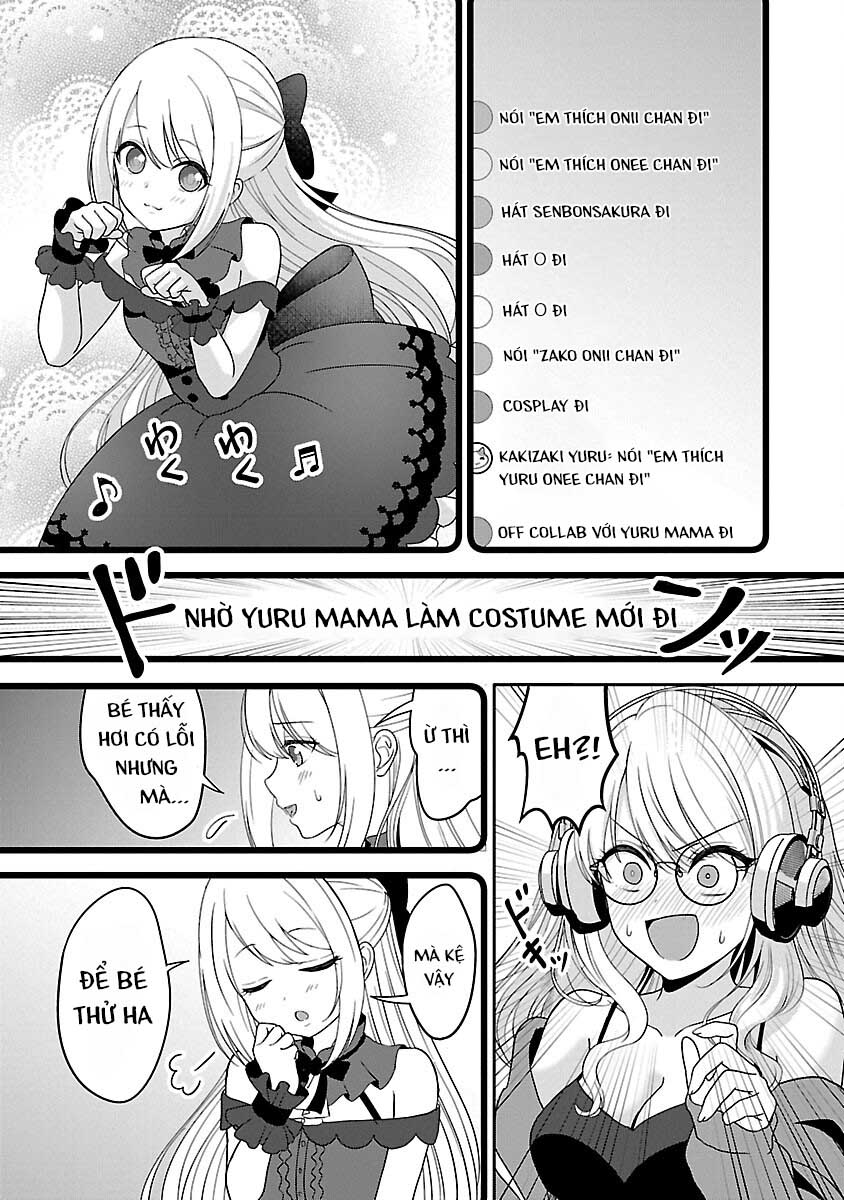 NÓI "EM THÍCH ONII CHAN ĐI"
NÓI "EM THÍCH ONEE CHAN ĐI"
HÁT SENBONSAKURA ĐI
HÁT O ĐI
HÁT O ĐI
NÓI "ZAKO ONII CHAN ĐI"
COSPLAY ĐI
KAKIZAKI YURU: NÓI "EM THÍCH
YURU ONEE CHAN ĐI"
OFF COLLAB VỚI YURU MAMA ĐI
わくわく
ドンッ
NHỜ YURU MAMA LÀM COSTUME MỚI ĐI
EH?!
ドキッ
Ừ THÌ
...
BÉ THẤY
HƠI CÓ LỖI
NHƯNG
MÀ...
MÀ KỆ
VẬY
ĐỂ BÉ
THỬ HA